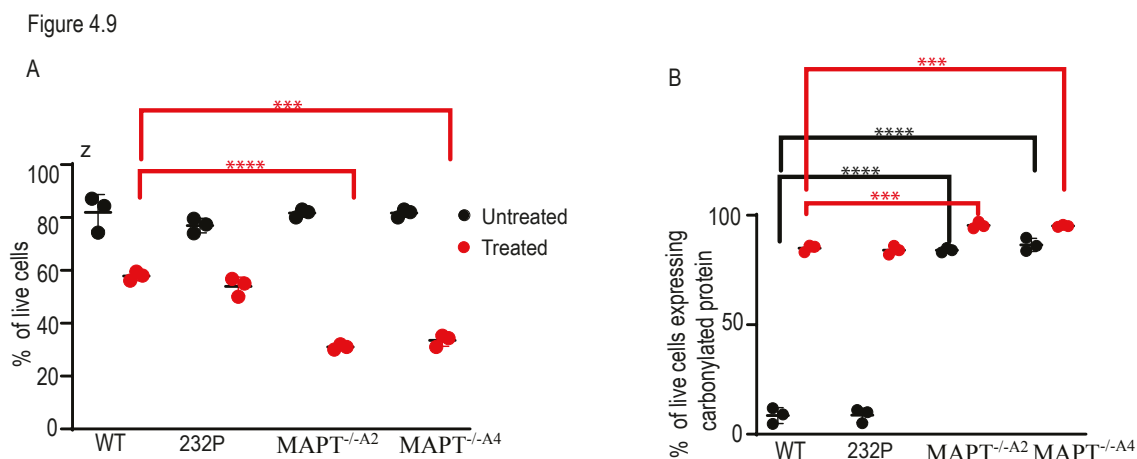 Figure 4.9
A
***
****
z
100
80
60
40
20
0
% of live cells
WT
232P
MAPT-/-A2
MAPT-/-A4
Untreated
Treated
B
***
****
****
***
100
50
0
% of live cells expressing
carbonylated protein
WT
232P
MAPT-/-A2
MAPT-/-A4